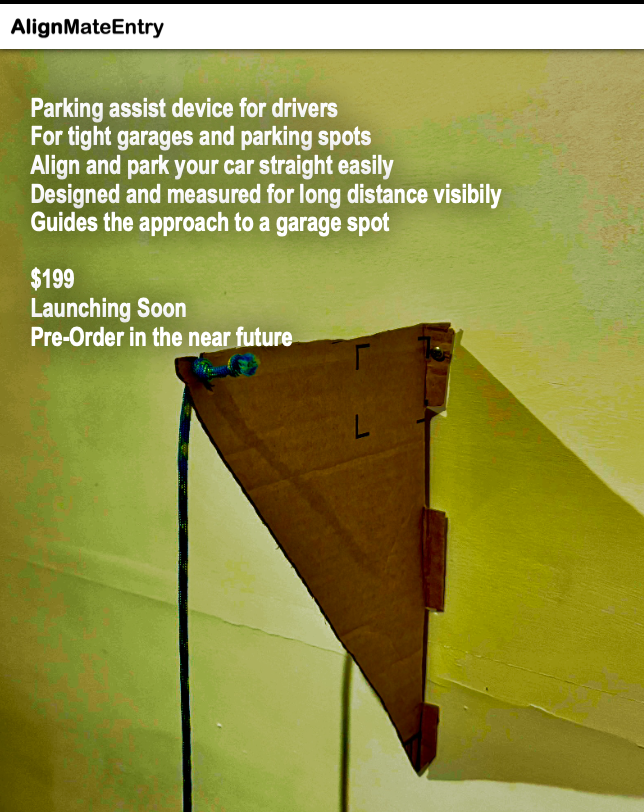 AlignMateEntry
Parking assist device for drivers
For tight garages and parking spots
Align and park your car straight easily
Designed and measured for long distance visibily
Guides the approach to a garage spot
$199
Launching Soon
Pre-Order in the near future